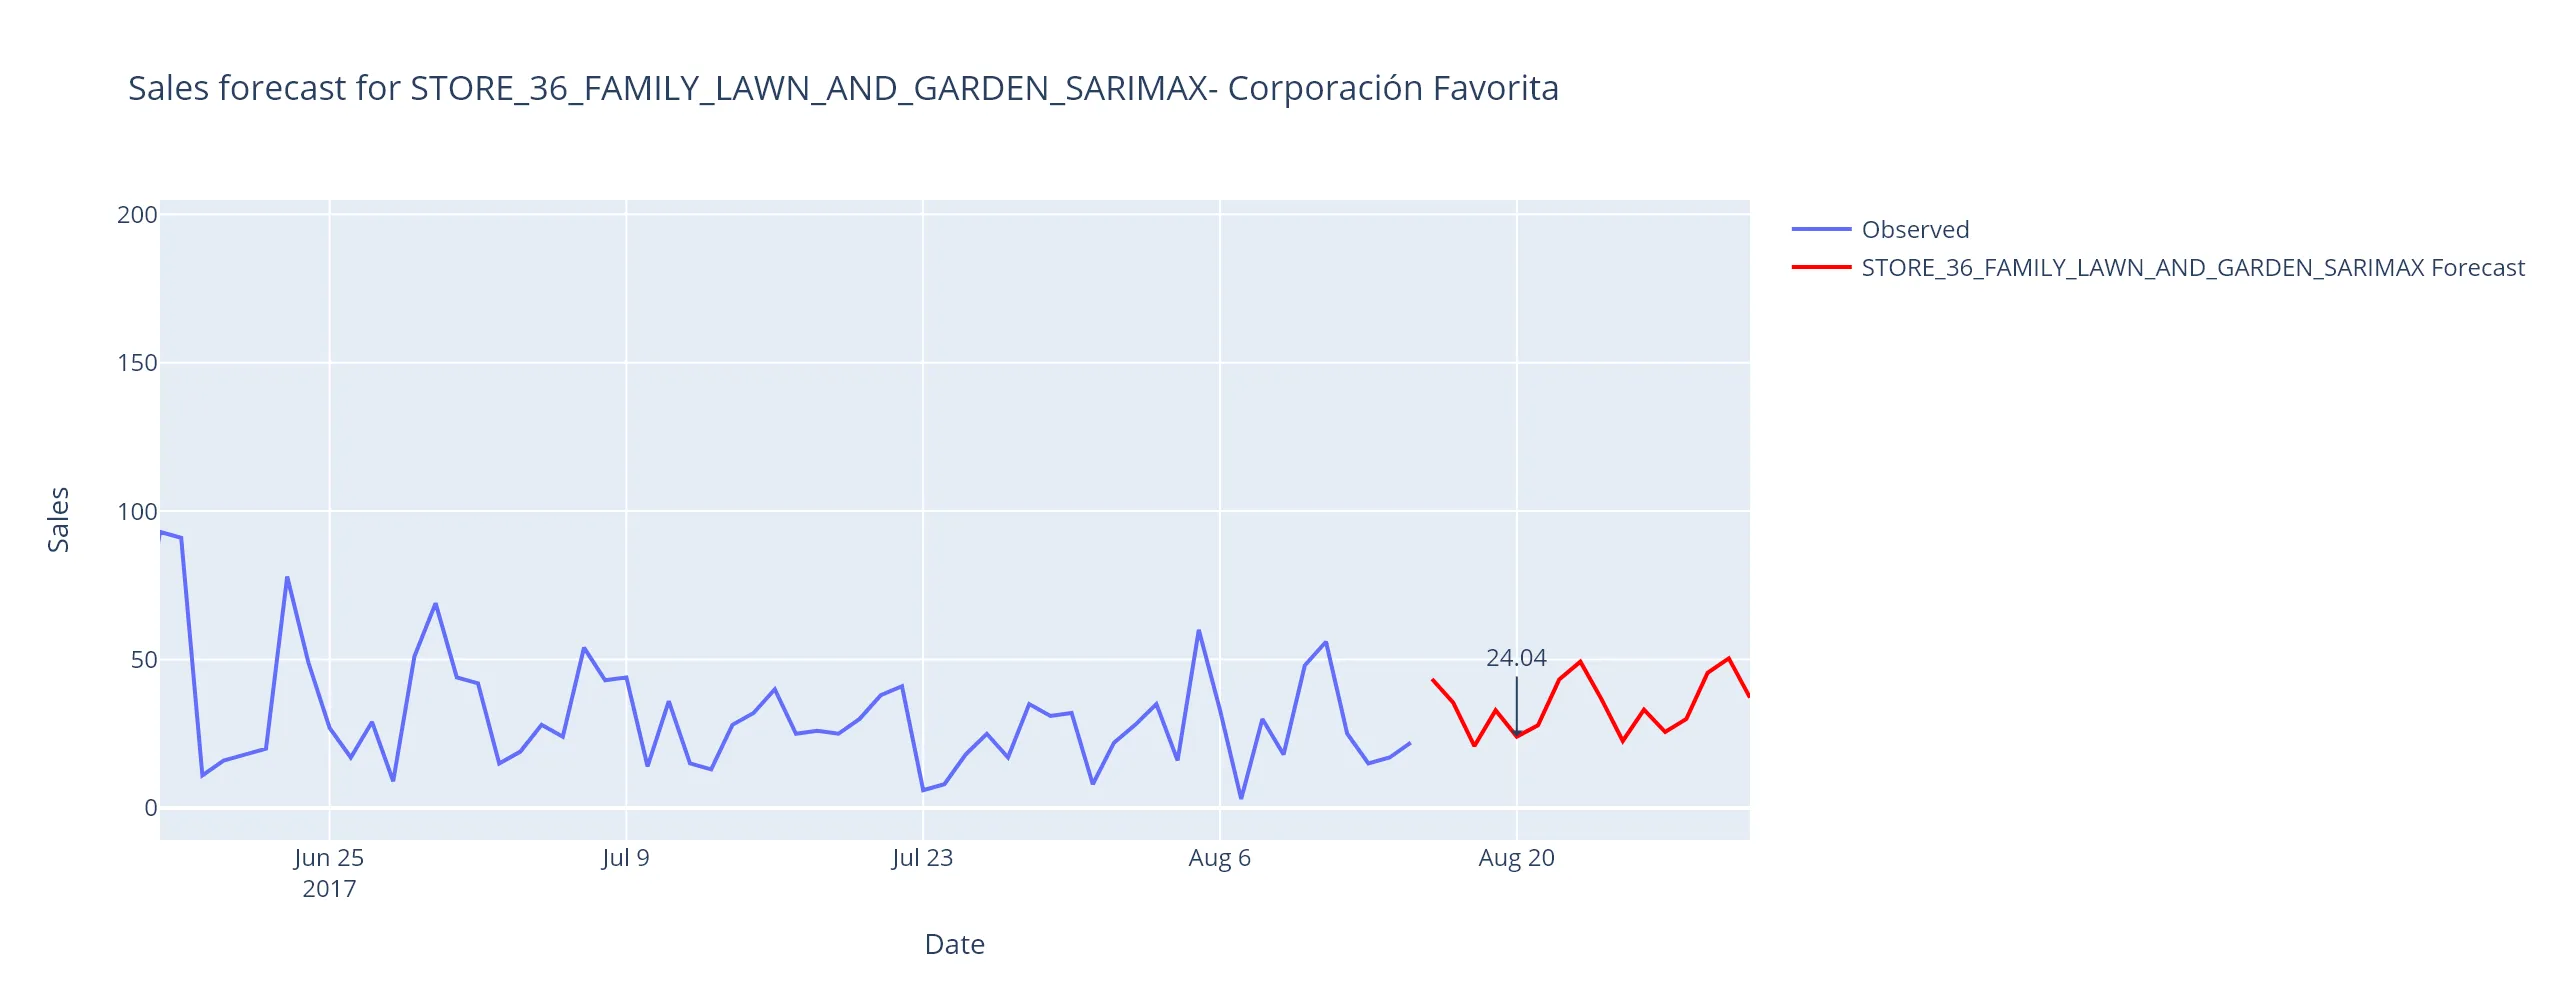 Sales forecast for STORE_36_FAMILY_LAWN_AND_GARDEN_SARIMAX- Corporación Favorita
200
150
100
50
0
Sales
24.04
Jun 25
2017
Jul 9
Jul 23
Aug 6
Aug 20
Date
Observed
STORE_36_FAMILY_LAWN_AND_GARDEN_SARIMAX Forecast